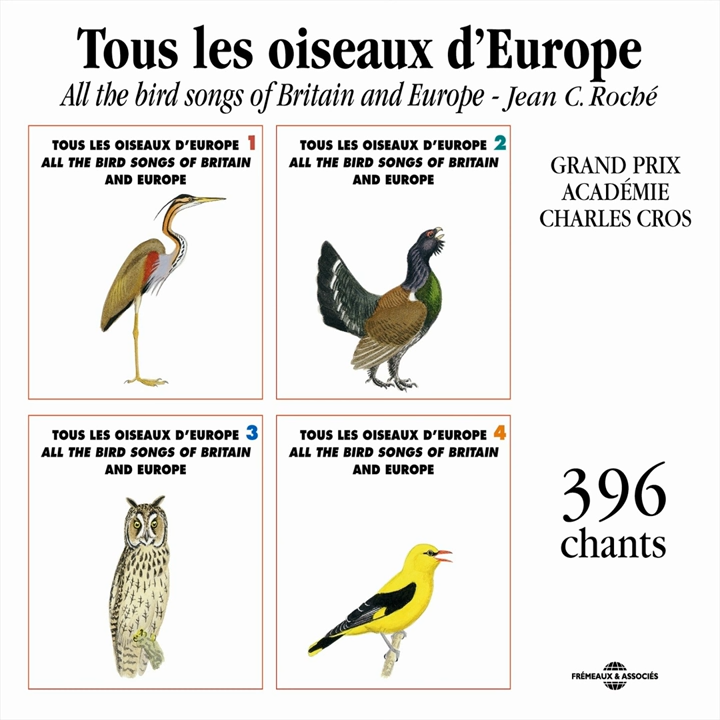 Tous les oiseaux d'Europe
All the bird songs of Britain and Europe - Jean C. Roché
TOUS LES OISEAUX D'EUROPE 1
ALL THE BIRD SONGS OF BRITAIN
AND EUROPE
TOUS LES OISEAUX D'EUROPE 2
ALL THE BIRD SONGS OF BRITAIN
AND EUROPE
GRAND PRIX
ACADÉMIE
CHARLES CROS
TOUS LES OISEAUX D'EUROPE 3
ALL THE BIRD SONGS OF BRITAIN
AND EUROPE
TOUS LES OISEAUX D'EUROPE 4
ALL THE BIRD SONGS OF BRITAIN
AND EUROPE
396
chants
FRÉMEAUX & ASSOCIÉS